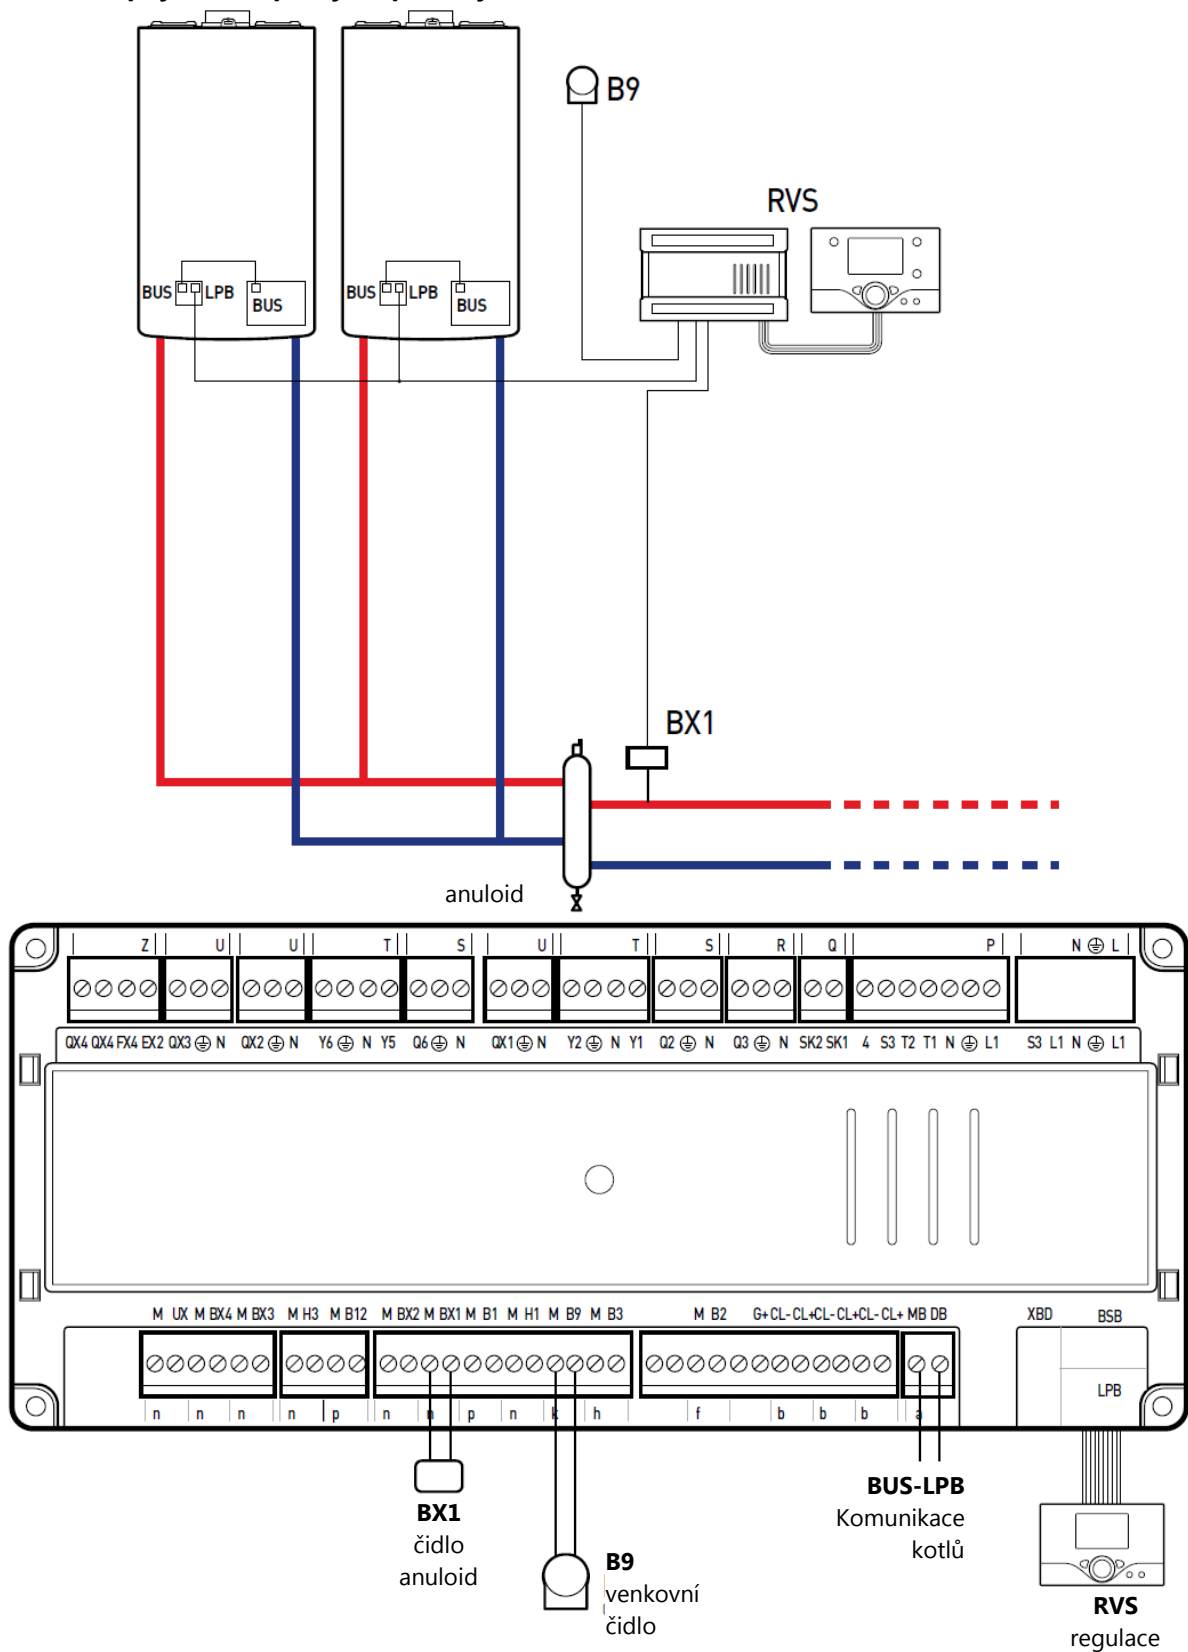 B9
RVS
BUS LPB
BUS
BUS LPB
BUS
BX1
anuloid
Z U U T S U T S R Q P N L
QX4 QX4 FX4 EX2 QX3 N QX2 N Y6 N Y5 Q6 N QX1 N Y2 N Y1 Q2 N Q3 N SK2 SK1 4 S3 T2 T1 N L1 S3 L1 N L1
M UX M BX4 M BX3 M H3 M B12 M BX2 M BX1 M B1 M H1 M B9 M B3 M B2 G+ CL- CL+ CL- CL+ CL- CL+ MB DB XBD BSB
LPB
n n n n p n n p n k h f b b b a
BX1
čidlo
anuloid
B9
venkovní
čidlo
BUS-LPB
Komunikace
kotlů
RVS
regulace